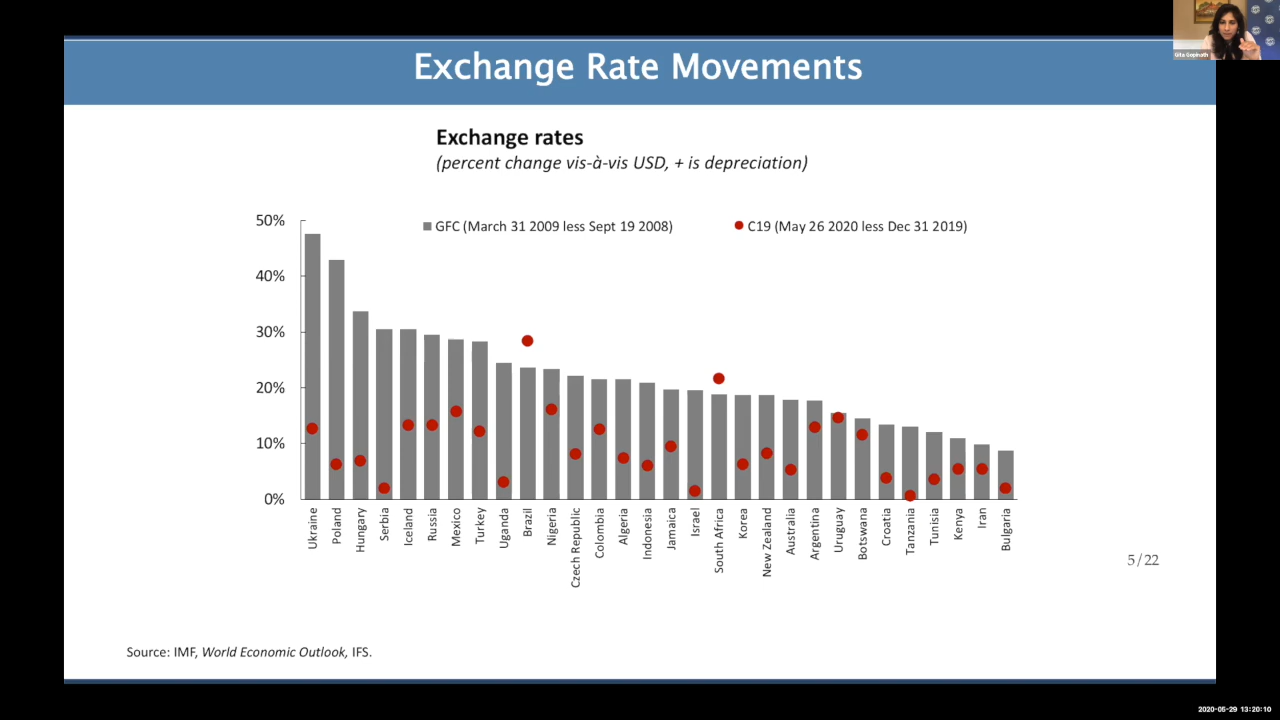 Exchange Rate Movements
Gita Gopinath
Exchange rates
(percent change vis-à-vis USD, + is depreciation)
GFC (March 31 2009 less Sept 19 2008)
C19 (May 26 2020 less Dec 31 2019)
50%
40%
30%
20%
10%
0%
Ukraine
Poland
Hungary
Serbia
Iceland
Russia
Mexico
Turkey
Uganda
Brazil
Nigeria
Czech Republic
Colombia
Algeria
Indonesia
Jamaica
Israel
South Africa
Korea
New Zealand
Australia
Argentina
Uruguay
Botswana
Croatia
Tanzania
Tunisia
Kenya
Iran
Bulgaria
5/22
Source: IMF, World Economic Outlook, IFS.
2020-05-29 13:20:10